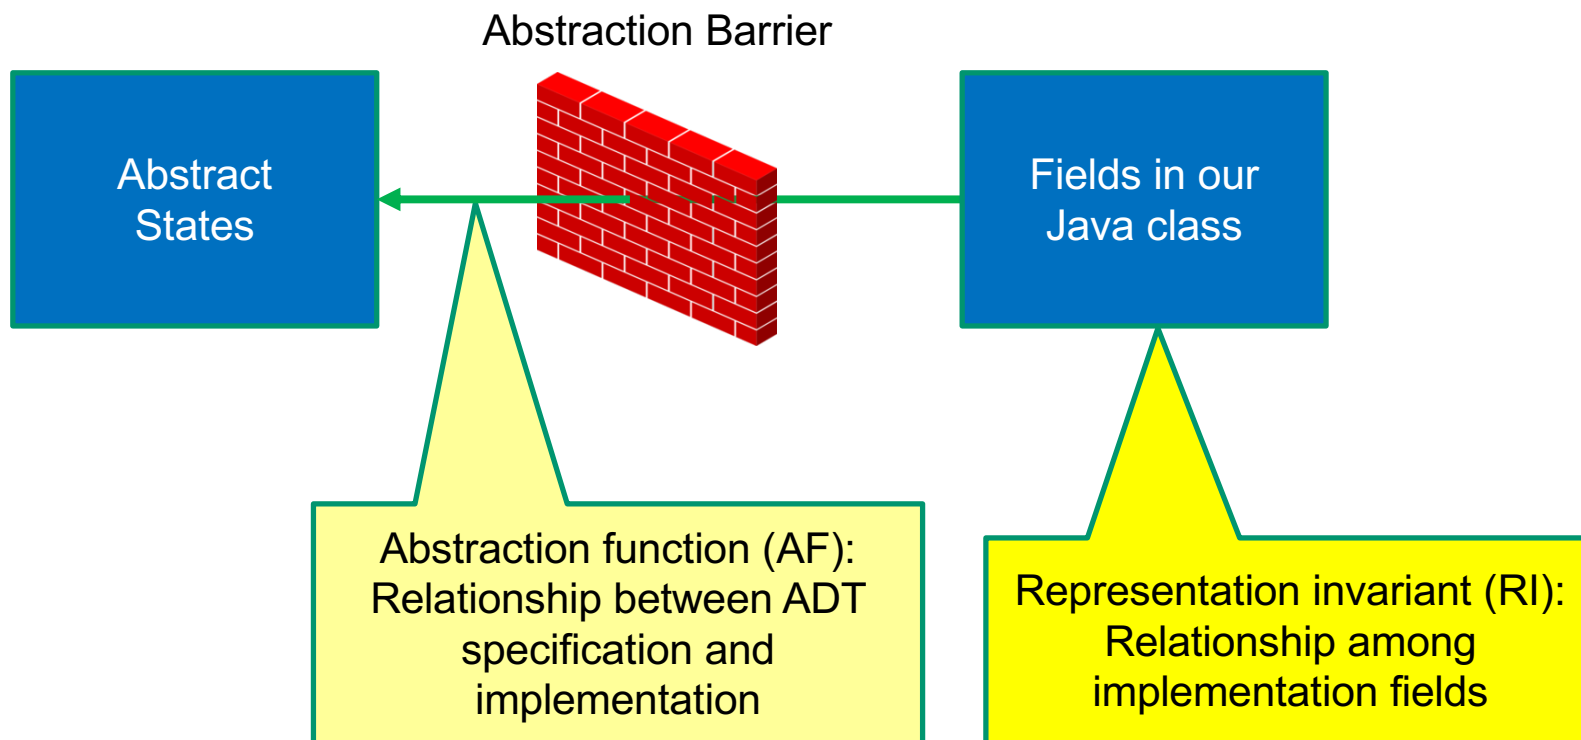 Abstraction Barrier
Abstract
States
Fields in our
Java class
Abstraction function (AF):
Relationship between ADT
specification and
implementation
Representation invariant (RI):
Relationship among
implementation fields